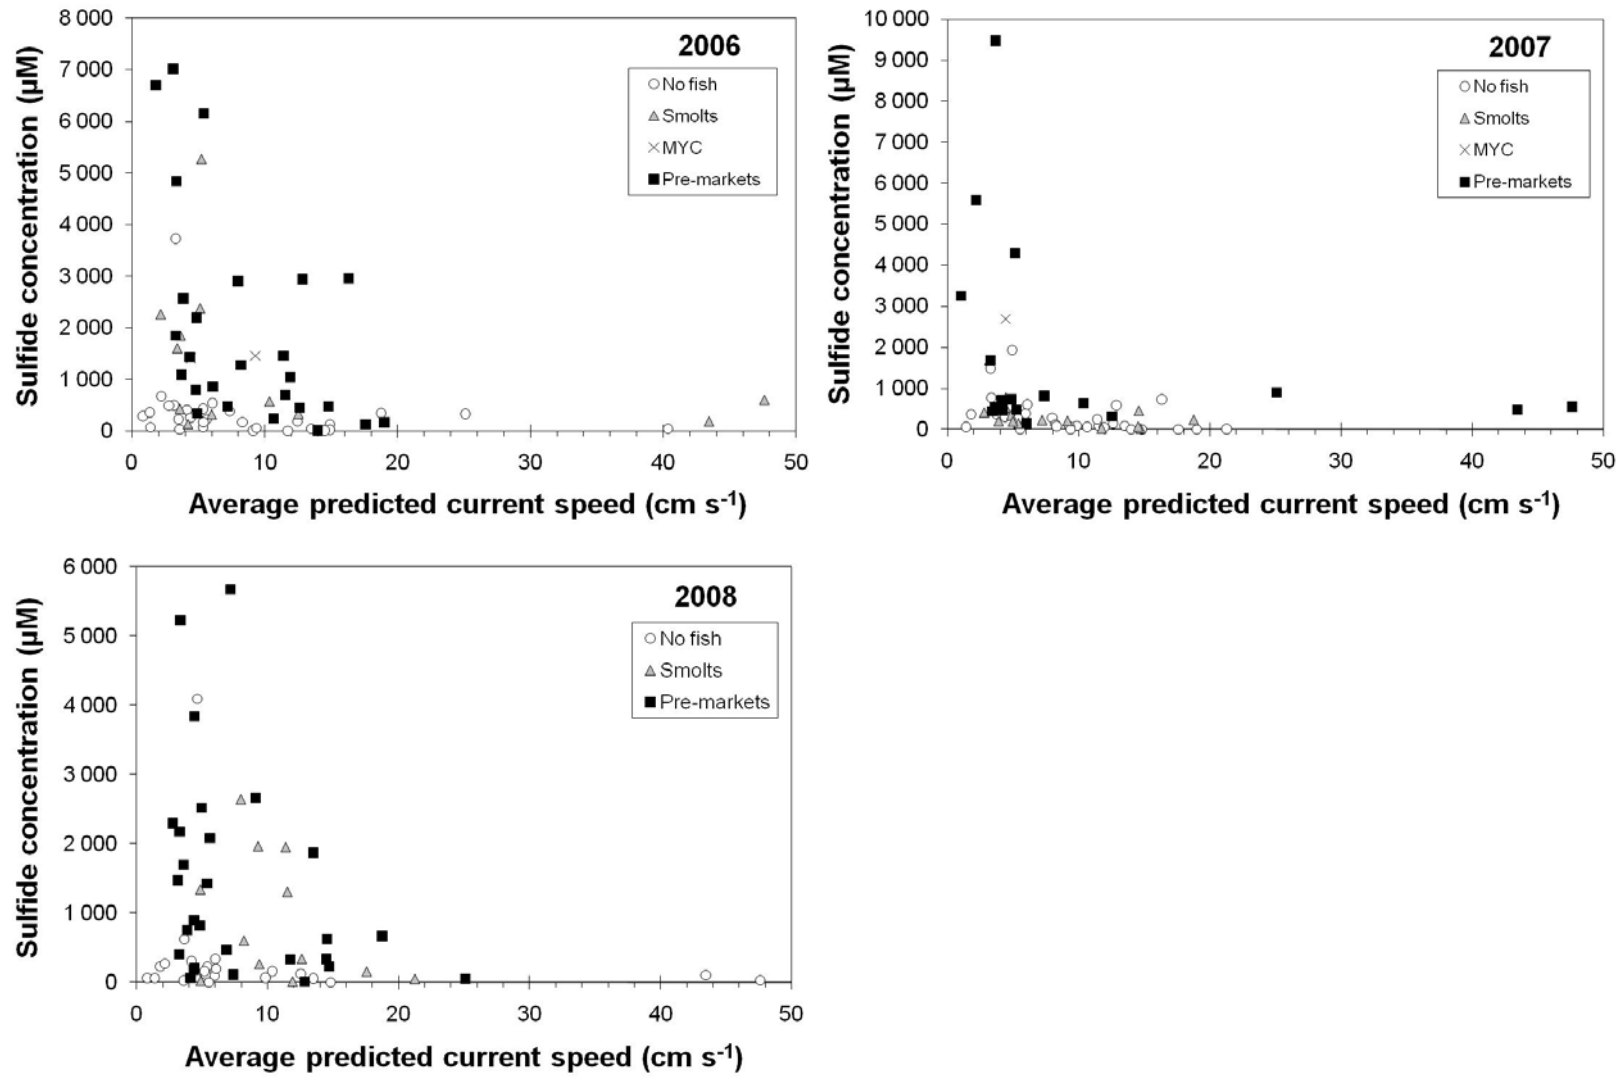 2006
8 000
7 000
6 000
5 000
4 000
3 000
2 000
1 000
0
Sulfide concentration (µM)
No fish
Smolts
MYC
Pre-markets
0 10 20 30 40 50
Average predicted current speed (cm s-1)
2007
10 000
9 000
8 000
7 000
6 000
5 000
4 000
3 000
2 000
1 000
0
Sulfide concentration (µM)
No fish
Smolts
MYC
Pre-markets
0 10 20 30 40 50
Average predicted current speed (cm s-1)
2008
6 000
5 000
4 000
3 000
2 000
1 000
0
Sulfide concentration (µM)
No fish
Smolts
Pre-markets
0 10 20 30 40 50
Average predicted current speed (cm s-1)